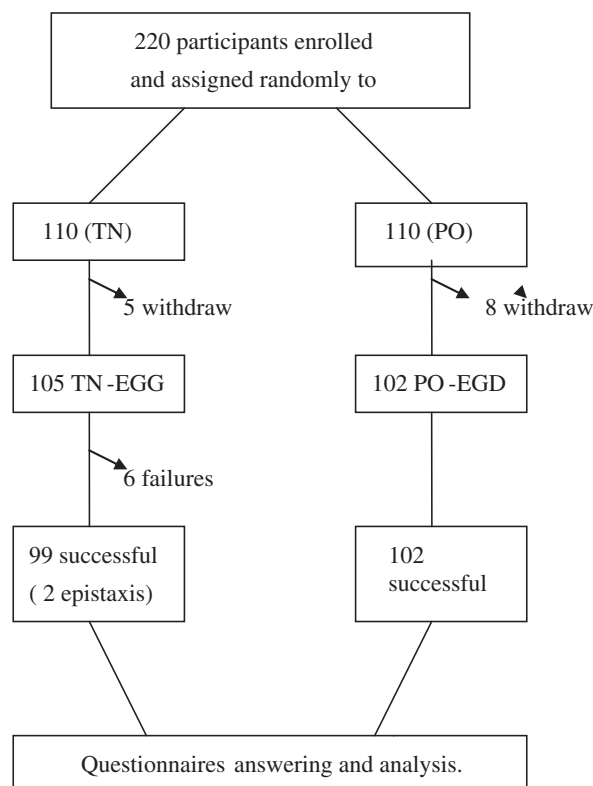 220 participants enrolled
and assigned randomly to
110 (TN)
110 (PO)
5 withdraw
8 withdraw
105 TN-EGG
102 PO-EGD
6 failures
99 successful
( 2 epistaxis)
102
successful
Questionnaires answering and analysis.